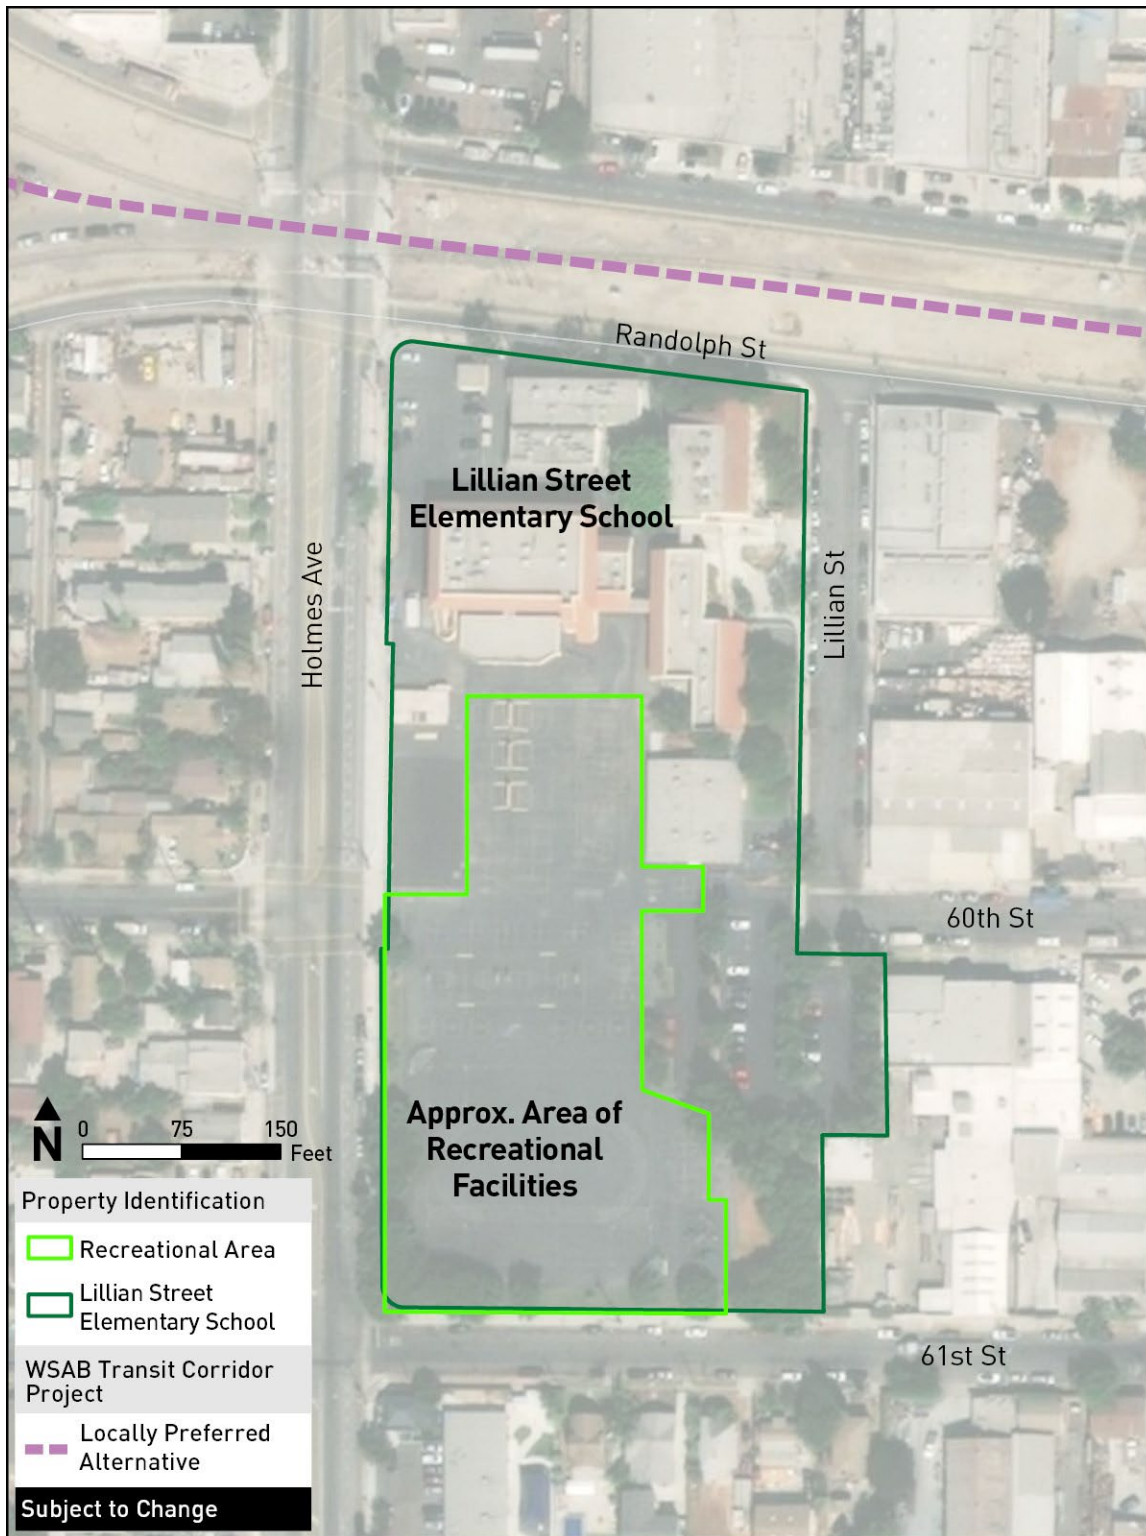 Randolph St
Lillian Street
Elementary School
Holmes Ave
Lillian St
60th St
Approx. Area of
Recreational
Facilities
0 75 150
N Feet
Property Identification
Recreational Area
Lillian Street
Elementary School
WSAB Transit Corridor
Project
Locally Preferred
Alternative
Subject to Change
61st St